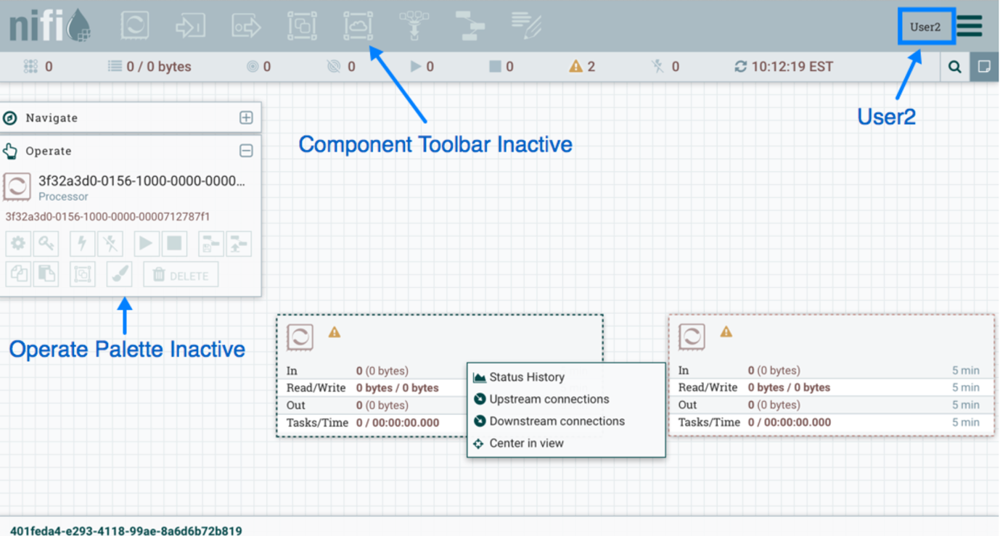 nifi
User2
0
0 / 0 bytes
0
0
0
0
2
0
10:12:19 EST
User2
Component Toolbar Inactive
Navigate
Operate
3f32a3d0-0156-1000-0000-0000...
Processor
3f32a3d0-0156-1000-0000-0000712787f1
DELETE
Operate Palette Inactive
In 0 (0 bytes)
Read/Write 0 bytes / 0 bytes
Out 0 (0 bytes)
Tasks/Time 0 / 00:00:00.000
Status History
Upstream connections
Downstream connections
Center in view
In 0 (0 bytes) 5 min
Read/Write 0 bytes / 0 bytes 5 min
Out 0 (0 bytes) 5 min
Tasks/Time 0 / 00:00:00.000 5 min
401feda4-e293-4118-99ae-8a6d6b72b819